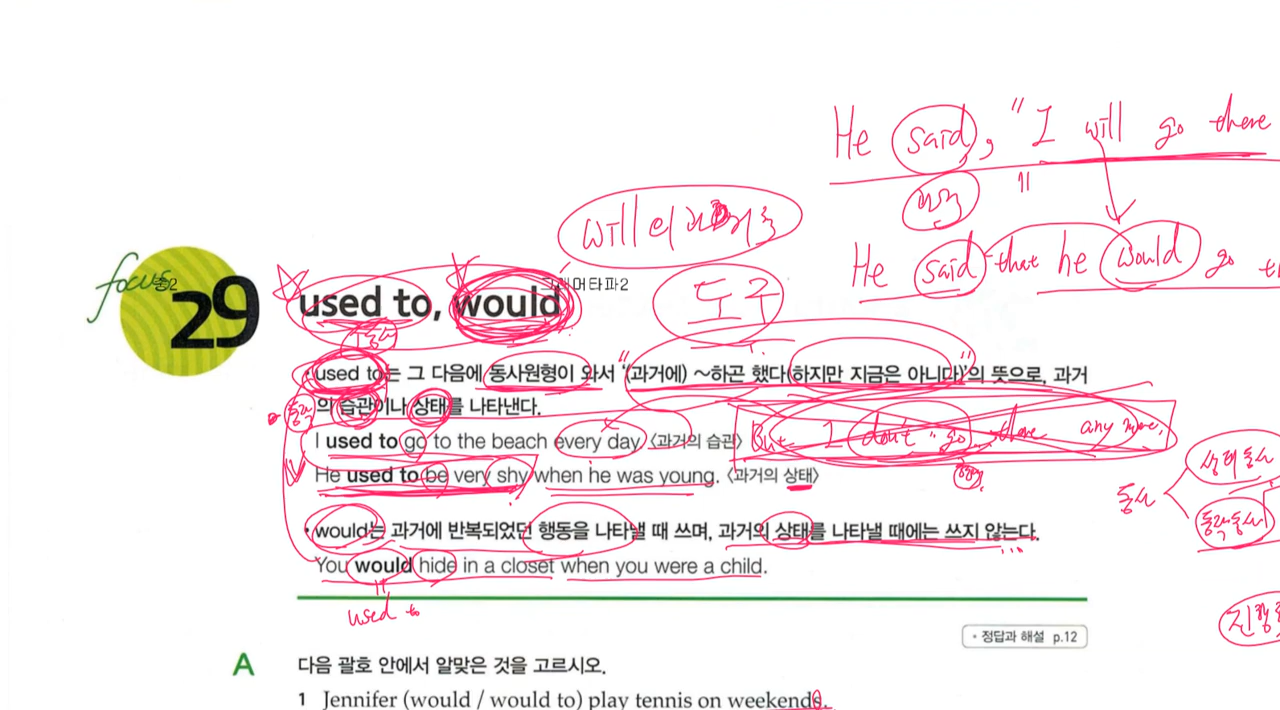 He said, "I will go there
과거 "
will의 과거
He said that he would go
focus
29
used to, would
도구
• used to는 그 다음에 동사원형이 와서 '(과거에) ~하곤 했다(하지만 지금은 아니다)'의 뜻으로, 과거
의 습관이나 상태를 나타낸다.
동작
I used to go to the beach every day 〈과거의 습관〉 But I don't go there any more.
He used to be very shy when he was young. 〈과거의 상태〉
상태동사
동사
동작동사
• would는 과거에 반복되었던 행동을 나타낼 때 쓰며, 과거의 상태를 나타낼 때에는 쓰지 않는다.
You would hide in a closet when you were a child.
used to
• 정답과 해설 p.12
A 다음 괄호 안에서 알맞은 것을 고르시오.
1 Jennifer (would / would to) play tennis on weekends.